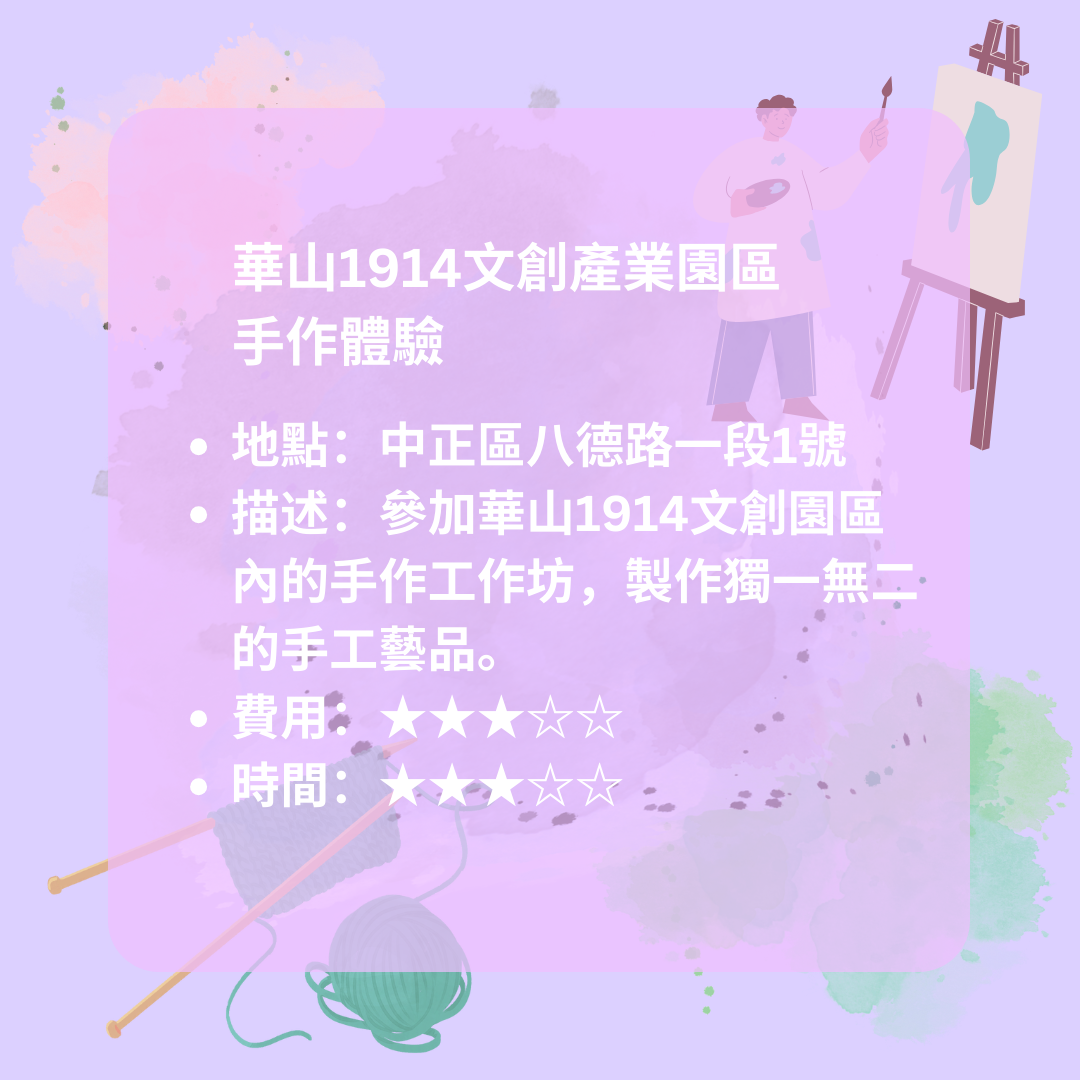 華山1914文創產業園區
手作體驗
• 地點：中正區八德路一段1號
• 描述：參加華山1914文創園區
內的手作工作坊，製作獨一無二
的手工藝品。
• 費用：★★★☆☆
• 時間：★★★☆☆